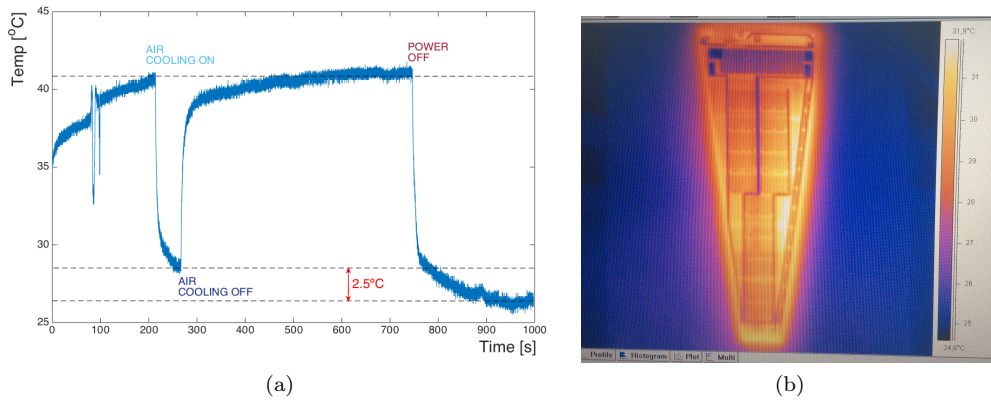 Temp [°C]
45
40
35
30
25
AIR
COOLING ON
POWER
OFF
AIR
COOLING OFF
2.5°C
0
100
200
300
400
500
600
700
800
900
1000
Time [s]
(a)
31,9°C
31
30
29
28
27
26
25
24,6°C
Profile
Histogram
Plot
Multi
(b)